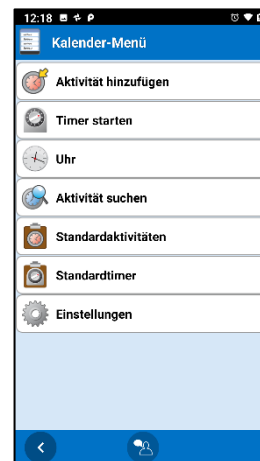 12:18
Kalender-Menü
Aktivität hinzufügen
Timer starten
Uhr
Aktivität suchen
Standardaktivitäten
Standardtimer
Einstellungen